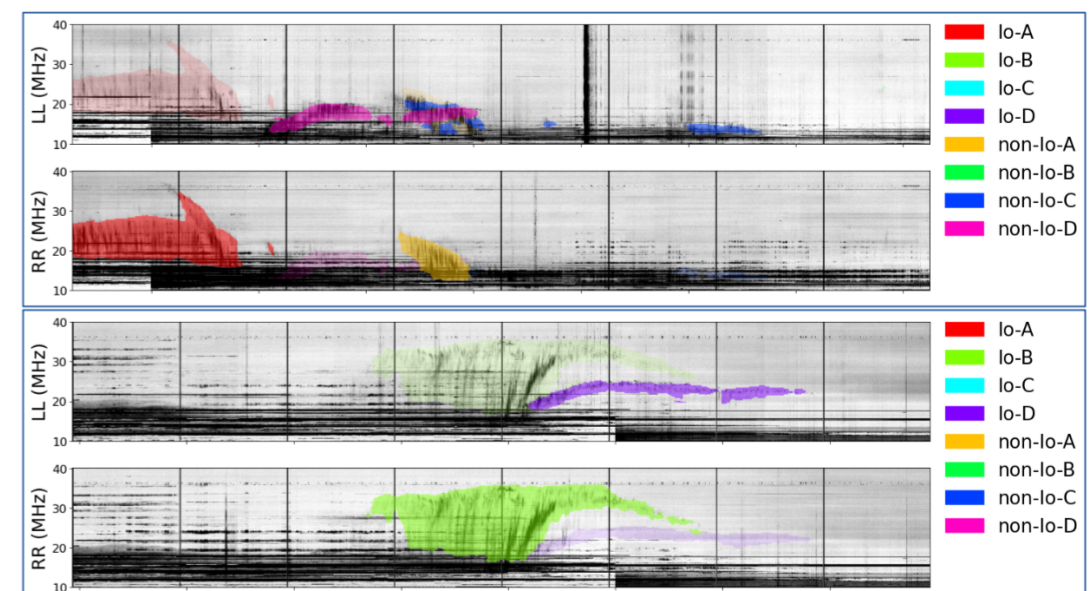 LL (MHz)
40
30
20
10
RR (MHz)
40
30
20
10
Io-A
Io-B
Io-C
Io-D
non-Io-A
non-Io-B
non-Io-C
non-Io-D
LL (MHz)
40
30
20
10
RR (MHz)
40
30
20
10
Io-A
Io-B
Io-C
Io-D
non-Io-A
non-Io-B
non-Io-C
non-Io-D